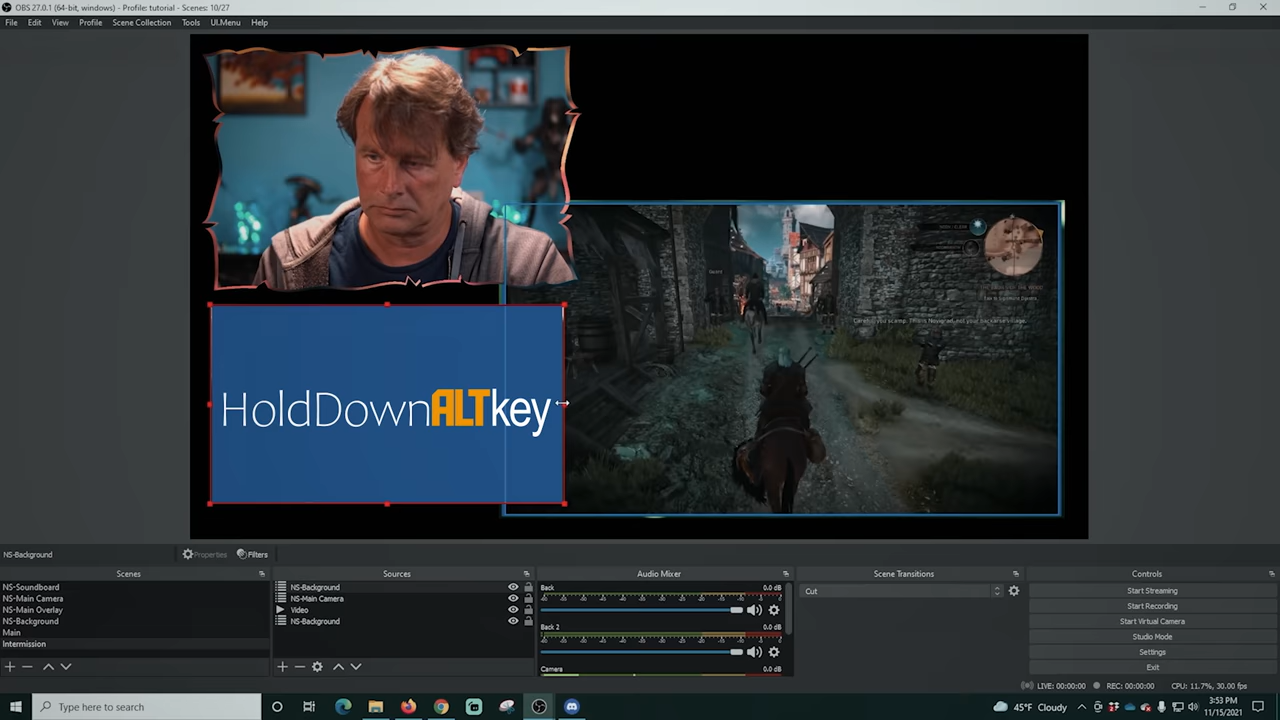 OBS 27.0.1 (64-bit, windows) - Profile: tutorial - Scenes: 10/27
File Edit View Profile Scene Collection Tools UI.Menu Help
HoldDownALTkey
NS-Background Properties Filters
Scenes
NS-Soundboard
NS-Main Camera
NS-Main Overlay
NS-Background
Main
Intermission
Sources
NS-Background
NS-Main Camera
Video
NS-Background
Audio Mixer
Back 0.0 dB
Back 2 0.0 dB
Camera 0.0 dB
Scene Transitions
Cut
Controls
Start Streaming
Start Recording
Start Virtual Camera
Studio Mode
Settings
Exit
LIVE: 00:00:00 REC: 00:00:00 CPU: 11.7%, 30.00 fps
Type here to search
45°F Cloudy
3:53 PM
11/15/2021